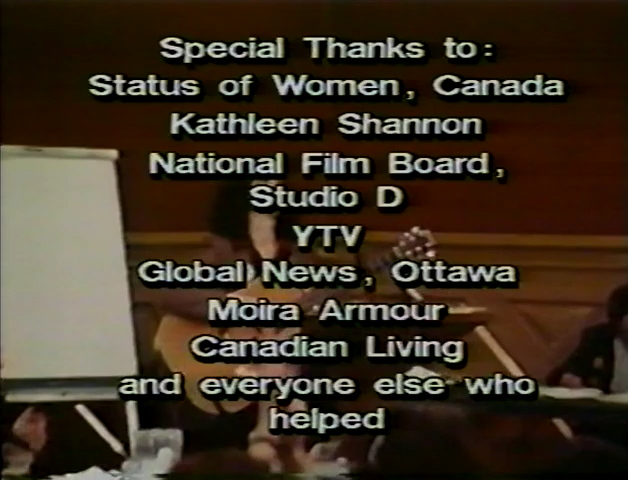 Special Thanks to:
Status of Women, Canada
Kathleen Shannon
National Film Board,
Studio D
YTV
Global News, Ottawa
Moira Armour
Canadian Living
and everyone else who
helped